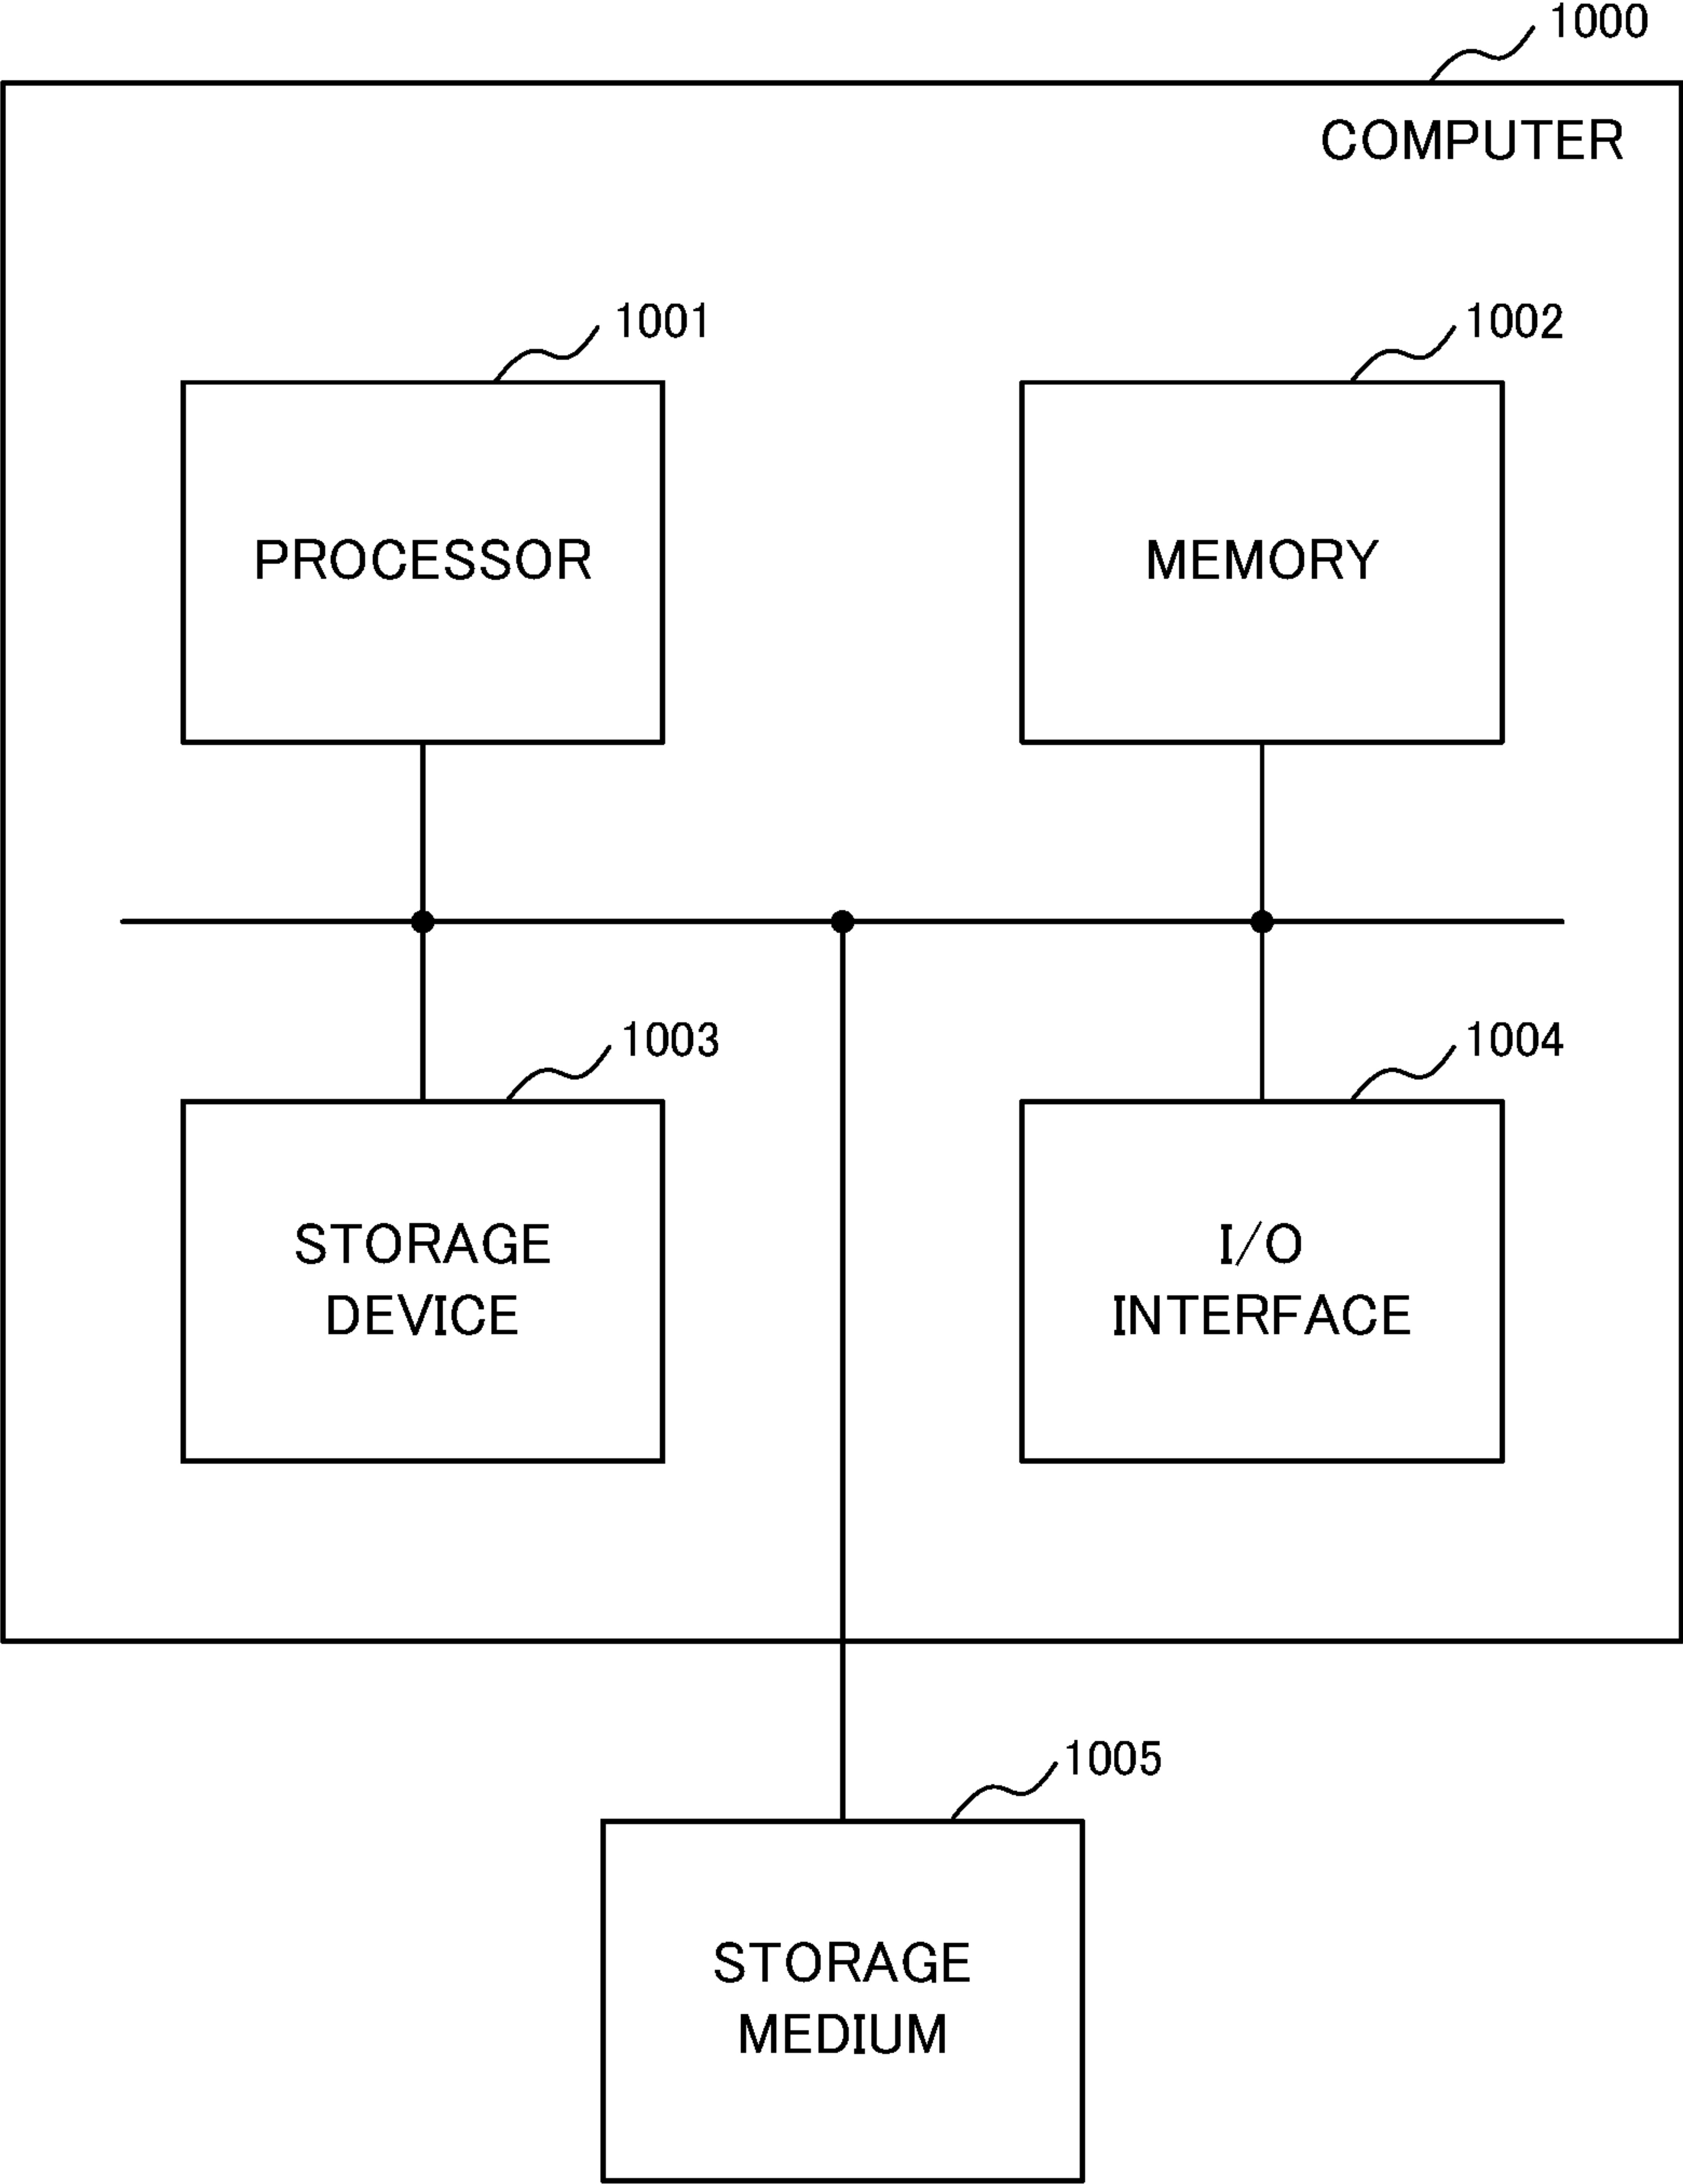 1000
COMPUTER
1001
1002
PROCESSOR
MEMORY
1003
1004
STORAGE
DEVICE
I/O
INTERFACE
1005
STORAGE
MEDIUM